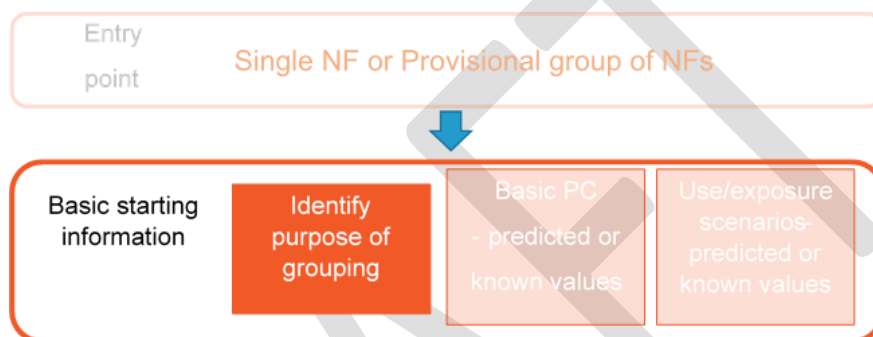 Entry
point
Single NF or Provisional group of NFs
Basic starting
information
Identify
purpose of
grouping
Basic PC
- predicted or
known values
Use/exposure
scenarios-
predicted or
known values